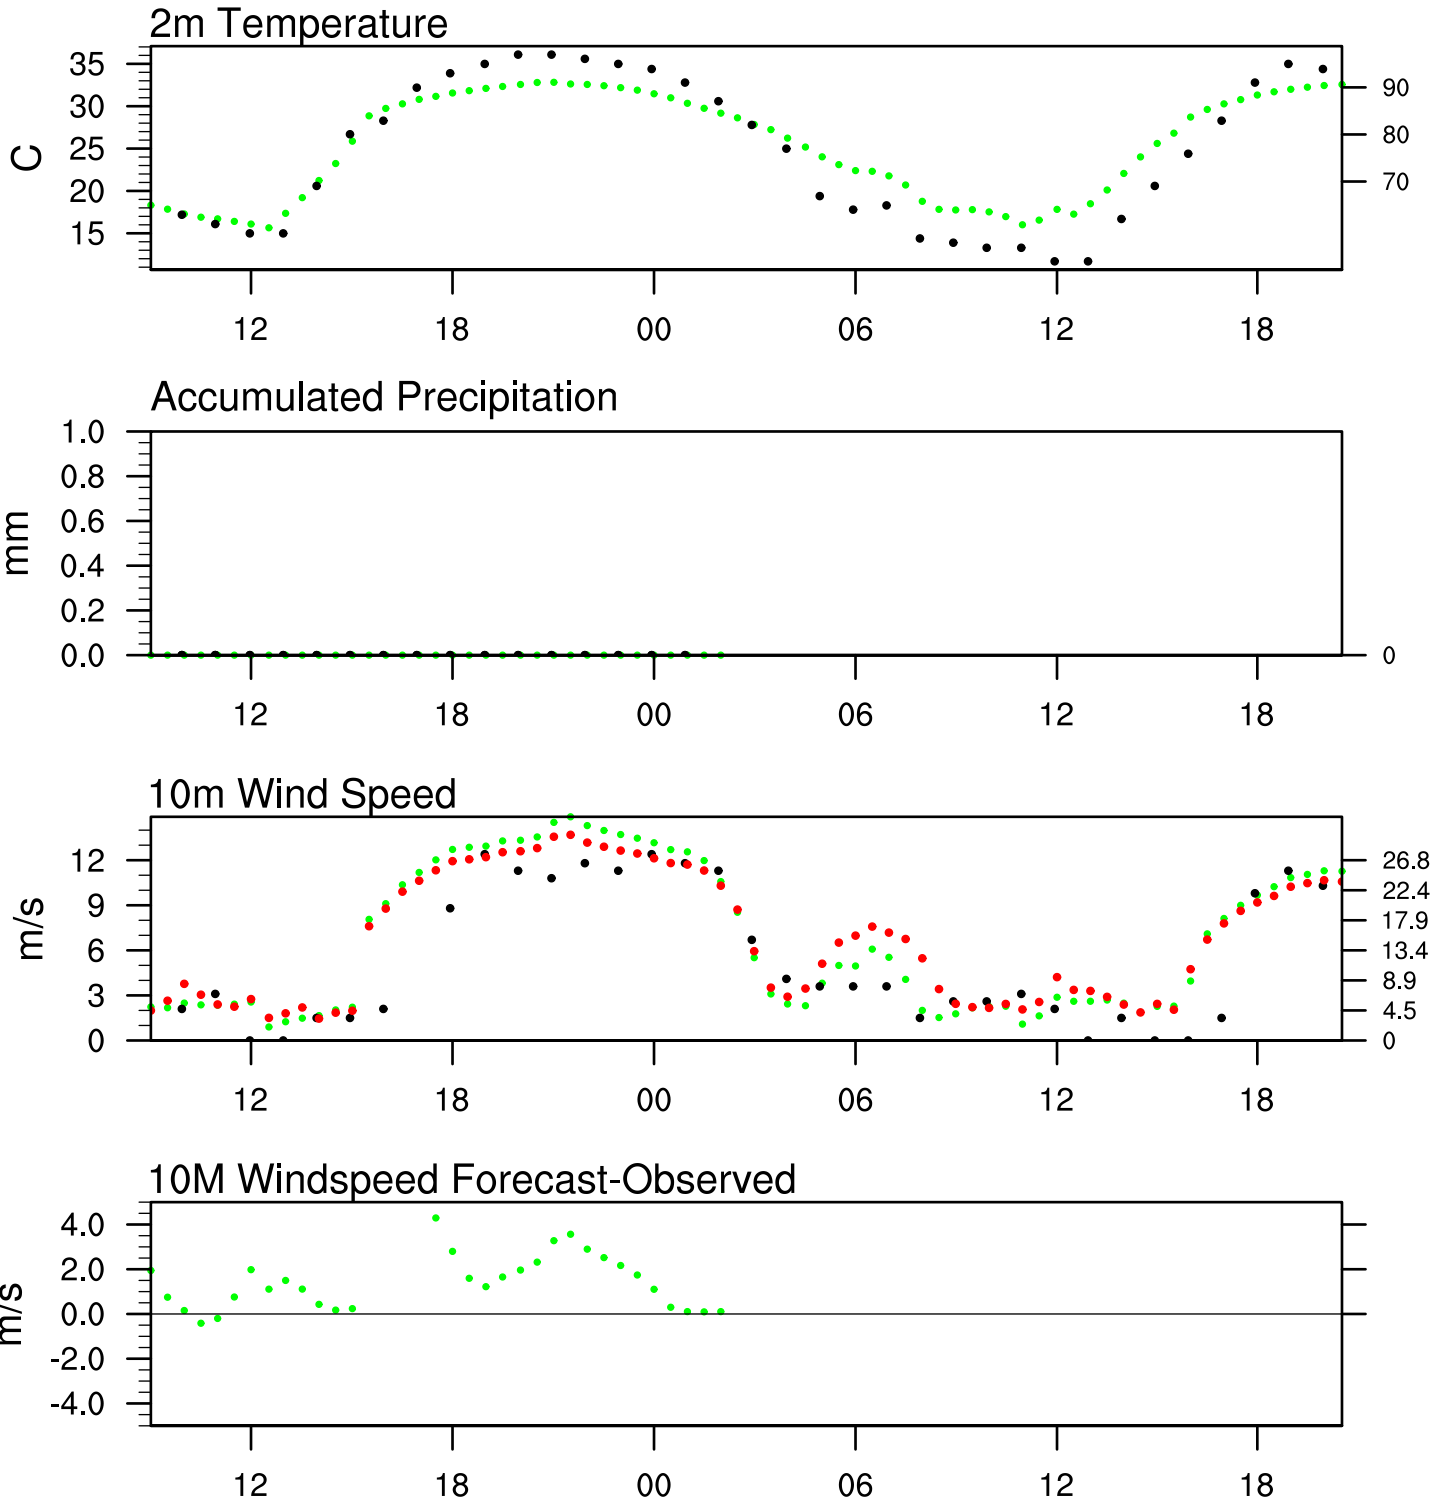 2m Temperature
35
30
25
20
15
C
90
80
70
12 18 00 06 12 18
Accumulated Precipitation
1.0
0.8
0.6
0.4
0.2
0.0
mm
0
12 18 00 06 12 18
10m Wind Speed
12
9
6
3
0
m/s
26.8
22.4
17.9
13.4
8.9
4.5
0
12 18 00 06 12 18
10M Windspeed Forecast-Observed
4.0
2.0
0.0
-2.0
-4.0
m/s
12 18 00 06 12 18